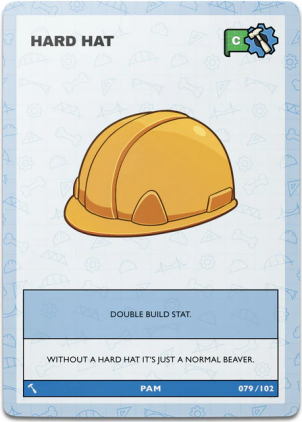 HARD HAT
C
DOUBLE BUILD STAT.
WITHOUT A HARD HAT IT'S JUST A NORMAL BEAVER.
PAM
079/102